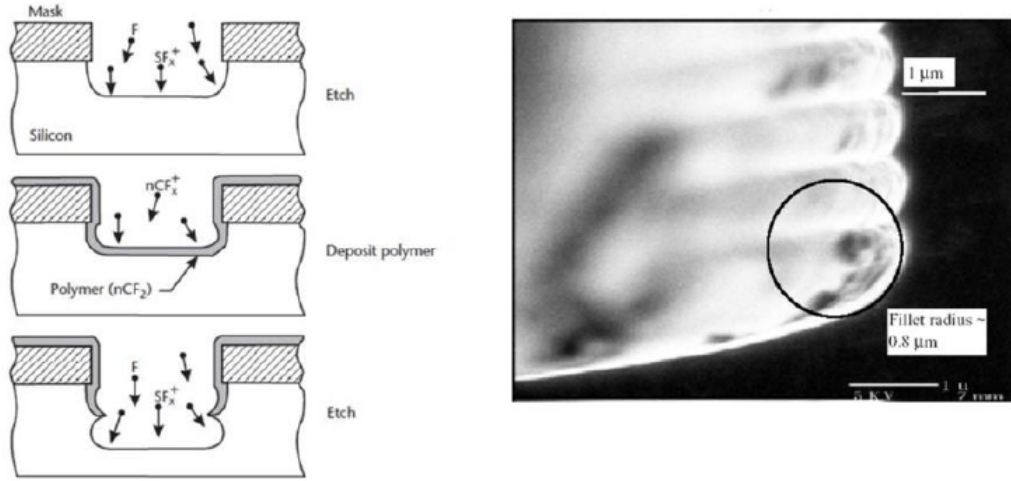 Mask
F
SFx+
Etch
Silicon
nCFx+
Deposit polymer
Polymer (nCF2)
F
SFx+
Etch
1 μm
Fillet radius ~
0.8 μm
1 μ
5 KV